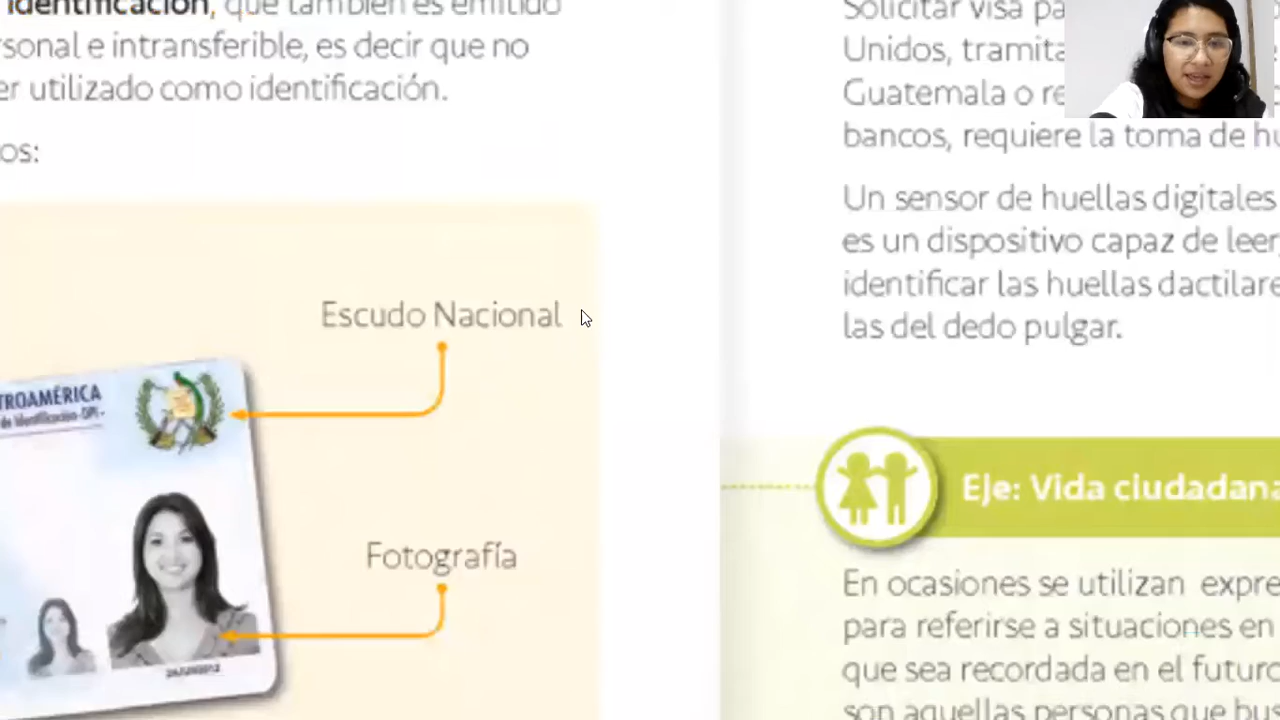 identificación, que también es emitido
rsonal e intransferible, es decir que no
er utilizado como identificación.
os:
Escudo Nacional
TROAMÉRICA
de Identificación -DPI-
Fotografía
Solicitar visa pa
Unidos, tramita
Guatemala o re
bancos, requiere la toma de hu
Un sensor de huellas digitales
es un dispositivo capaz de leer,
identificar las huellas dactilare
las del dedo pulgar.
Eje: Vida ciudadana
En ocasiones se utilizan expre
para referirse a situaciones en
que sea recordada en el futuro
son aquellas personas que bus